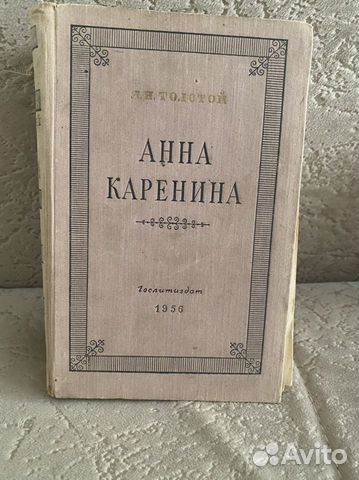 Л.Н. ТОЛСТОЙ
АННА
КАРЕНИНА
Гослитиздат
1956
Avito